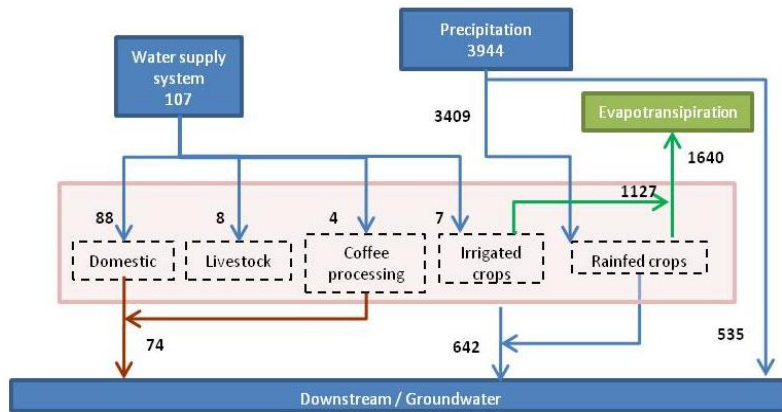 Precipitation
3944
Water supply
system
107
3409
Evapotransipiration
1640
1127
88
8
4
7
Domestic
Livestock
Coffee
processing
Irrigated
crops
Rainfed crops
74
642
535
Downstream / Groundwater